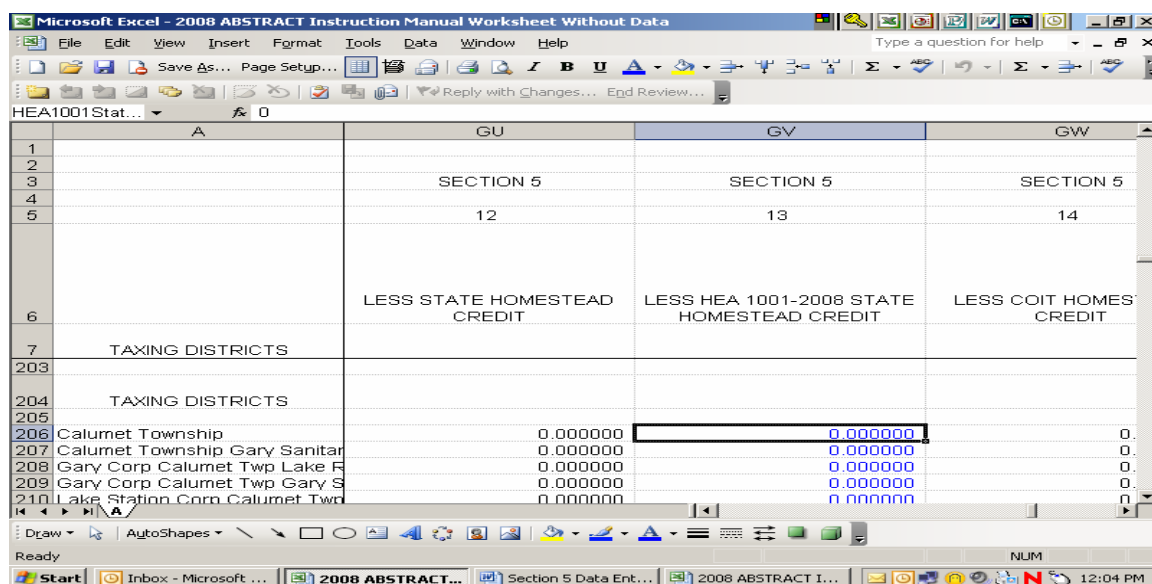 Microsoft Excel - 2008 ABSTRACT Instruction Manual Worksheet Without Data
File Edit View Insert Format Tools Data Window Help Type a question for help
Save As... Page Setup...
Reply with Changes... End Review...
HEA1001Stat... fx 0
A GU GV GW
1
2
3 SECTION 5 SECTION 5 SECTION 5
4
5 12 13 14
LESS STATE HOMESTEAD LESS HEA 1001-2008 STATE LESS COIT HOMES
6 CREDIT HOMESTEAD CREDIT CREDIT
7 TAXING DISTRICTS
203
204 TAXING DISTRICTS
205
206 Calumet Township 0.000000 0.000000 0.
207 Calumet Township Gary Sanitar 0.000000 0.000000 0.
208 Gary Corp Calumet Twp Lake R 0.000000 0.000000 0.
209 Gary Corp Calumet Twp Gary S 0.000000 0.000000 0.
210 Lake Station Corp Calumet Twp 0.000000 0.000000 0.
A
Draw AutoShapes
Ready NUM
Start Inbox - Microsoft ... 2008 ABSTRACT... Section 5 Data Ent... 2008 ABSTRACT I... 12:04 PM